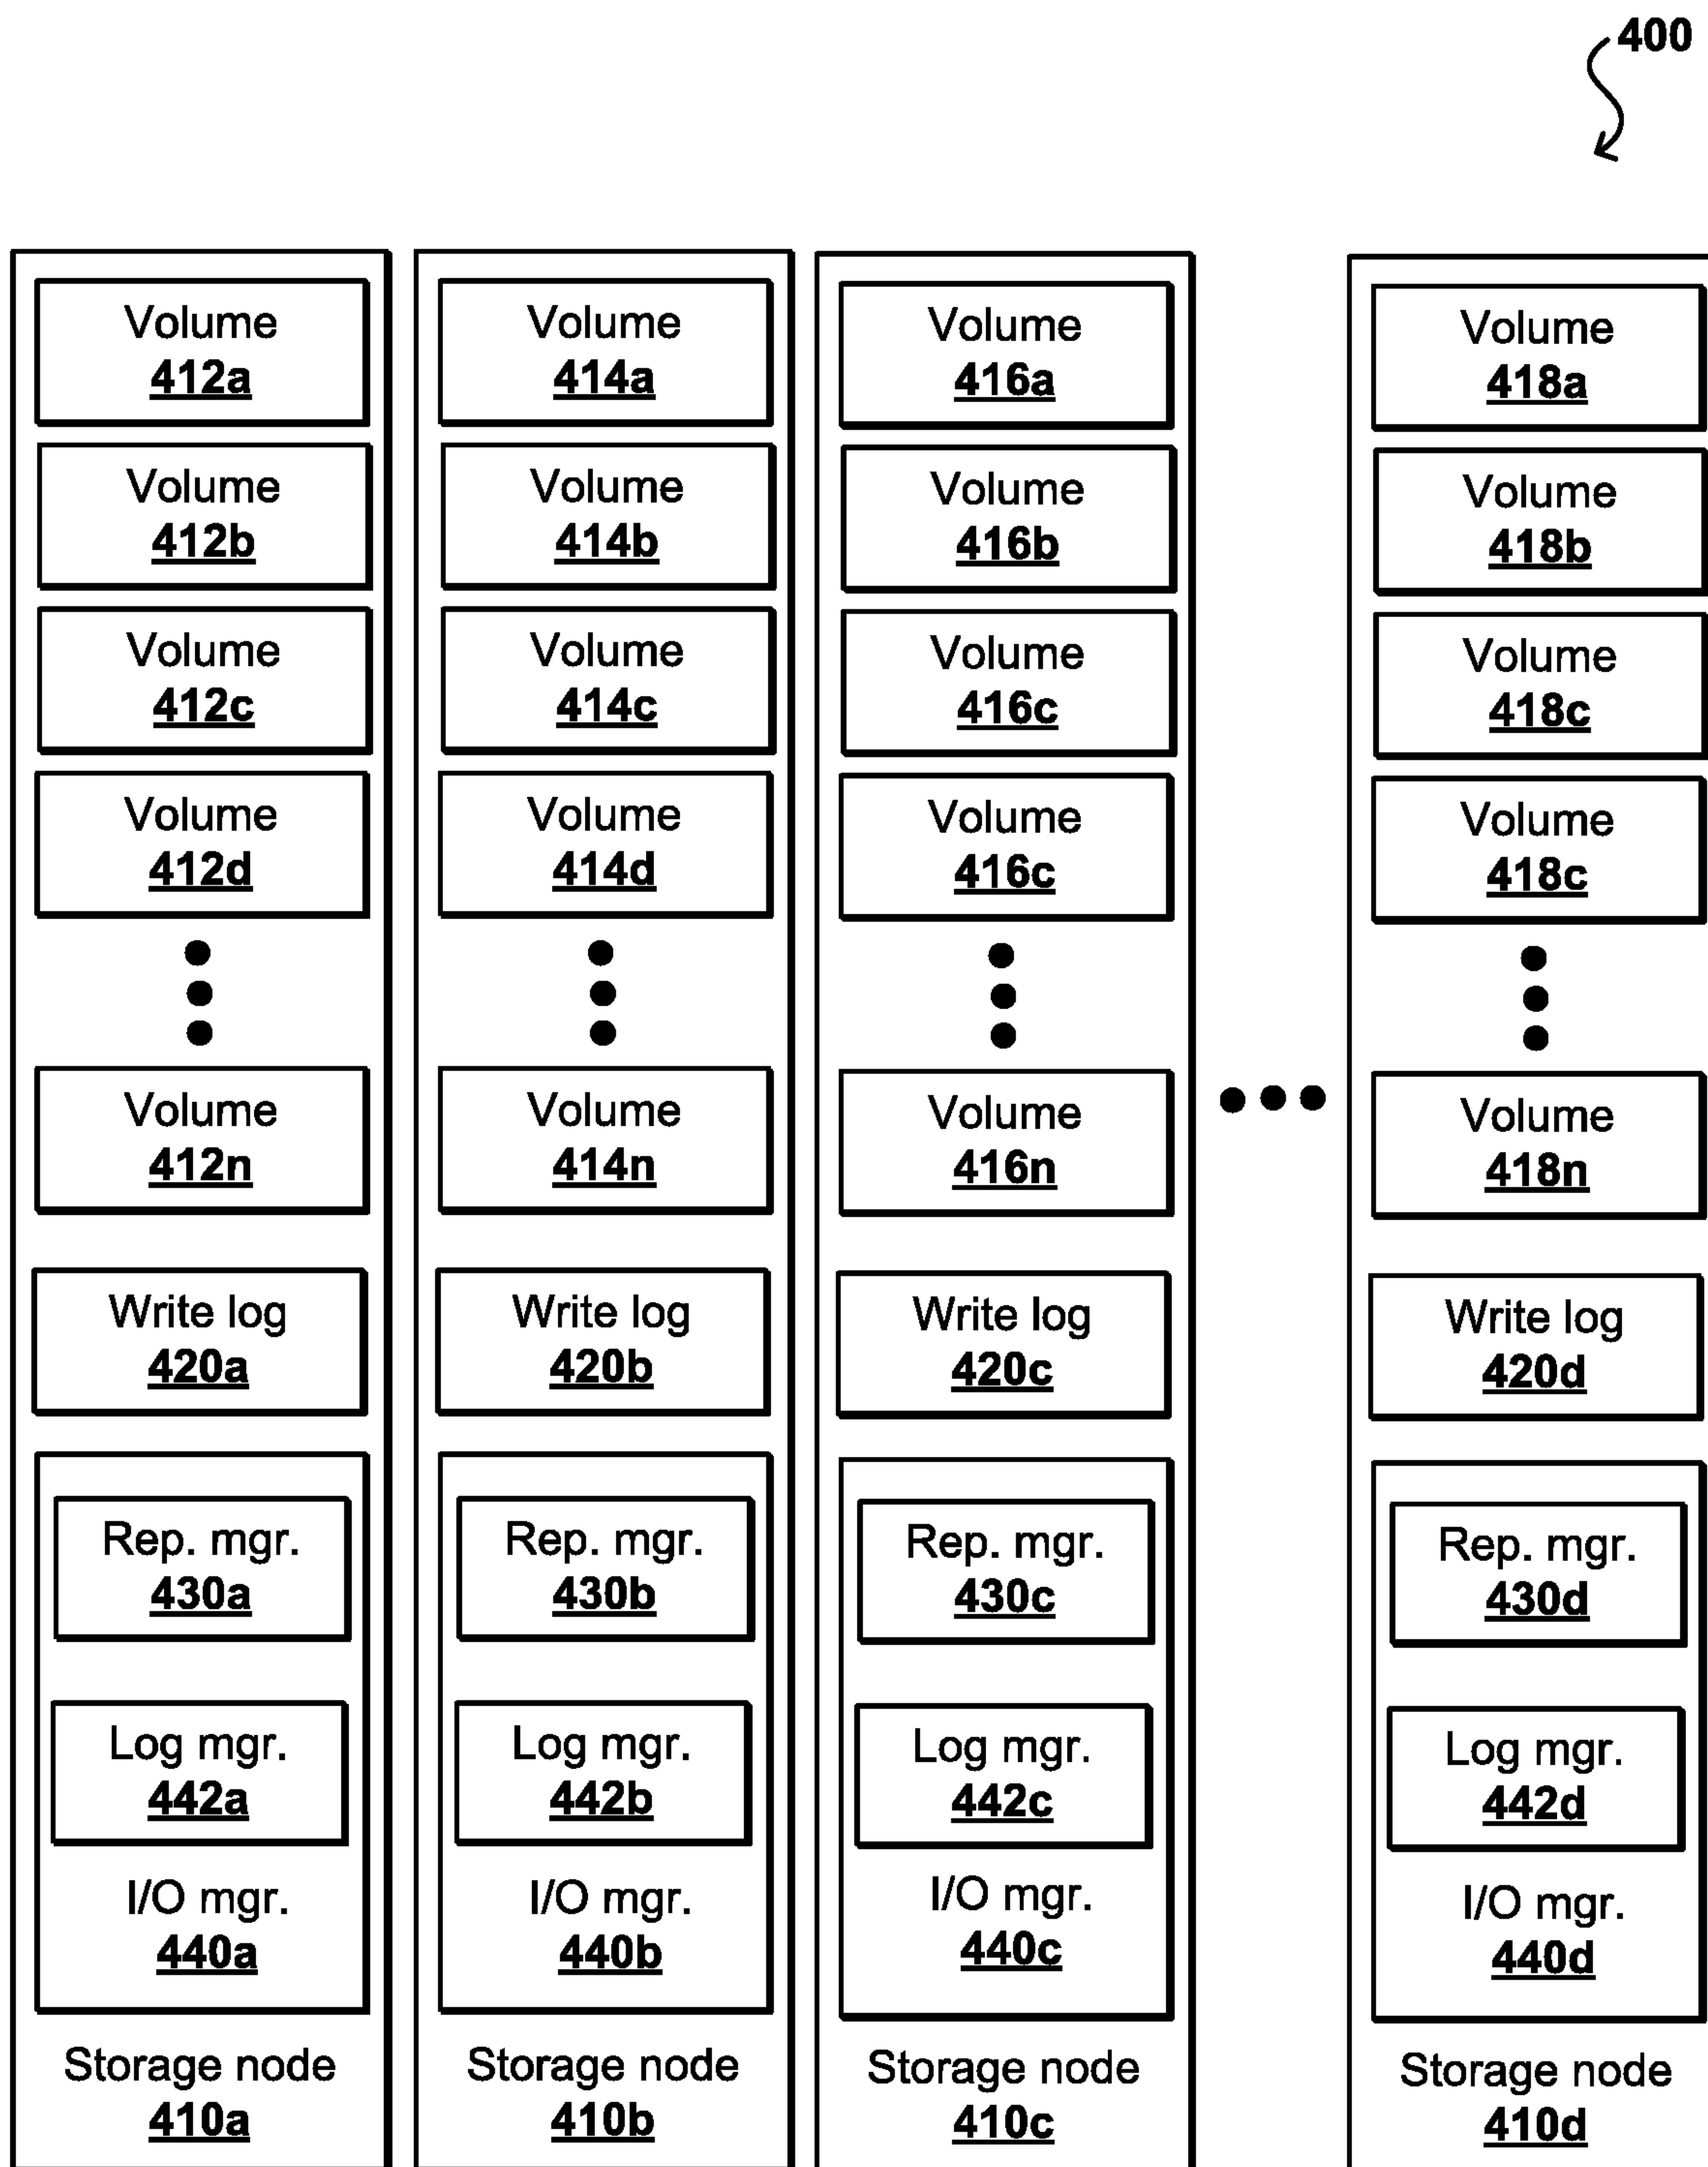 400
Volume
412a
Volume
412b
Volume
412c
Volume
412d
Volume
412n
Write log
420a
Rep. mgr.
430a
Log mgr.
442a
I/O mgr.
440a
Storage node
410a
Volume
414a
Volume
414b
Volume
414c
Volume
414d
Volume
414n
Write log
420b
Rep. mgr.
430b
Log mgr.
442b
I/O mgr.
440b
Storage node
410b
Volume
416a
Volume
416b
Volume
416c
Volume
416c
Volume
416n
Write log
420c
Rep. mgr.
430c
Log mgr.
442c
I/O mgr.
440c
Storage node
410c
Volume
418a
Volume
418b
Volume
418c
Volume
418c
Volume
418n
Write log
420d
Rep. mgr.
430d
Log mgr.
442d
I/O mgr.
440d
Storage node
410d